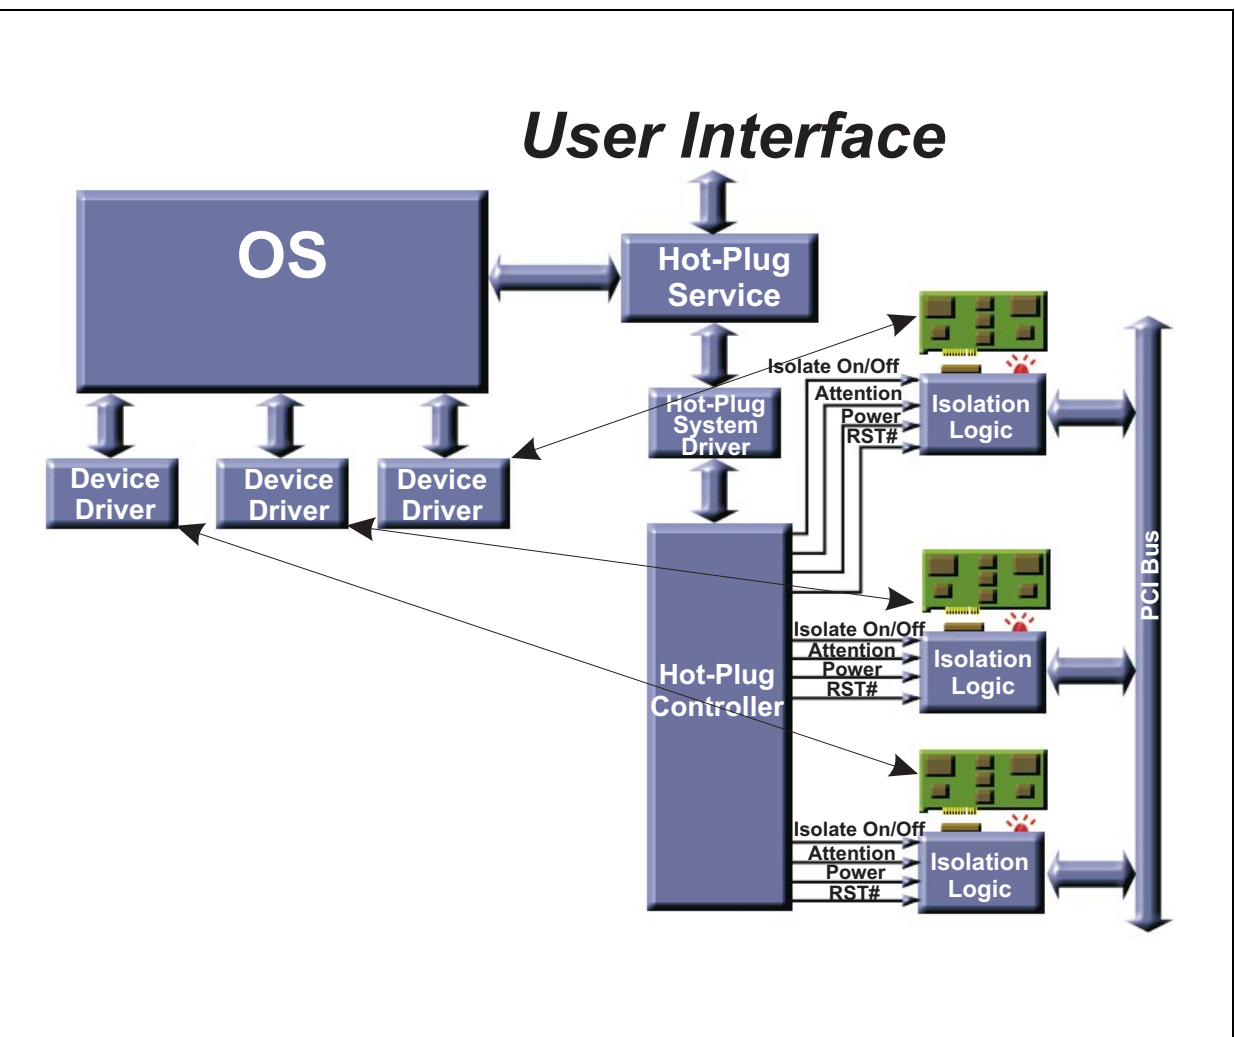 User Interface
OS
Hot-Plug
Service
Hot-Plug
System
Driver
Device
Driver
Device
Driver
Device
Driver
Hot-Plug
Controller
Isolate On/Off
Attention
Power
RST#
Isolation
Logic
Isolate On/Off
Attention
Power
RST#
Isolation
Logic
Isolate On/Off
Attention
Power
RST#
Isolation
Logic
PCI Bus